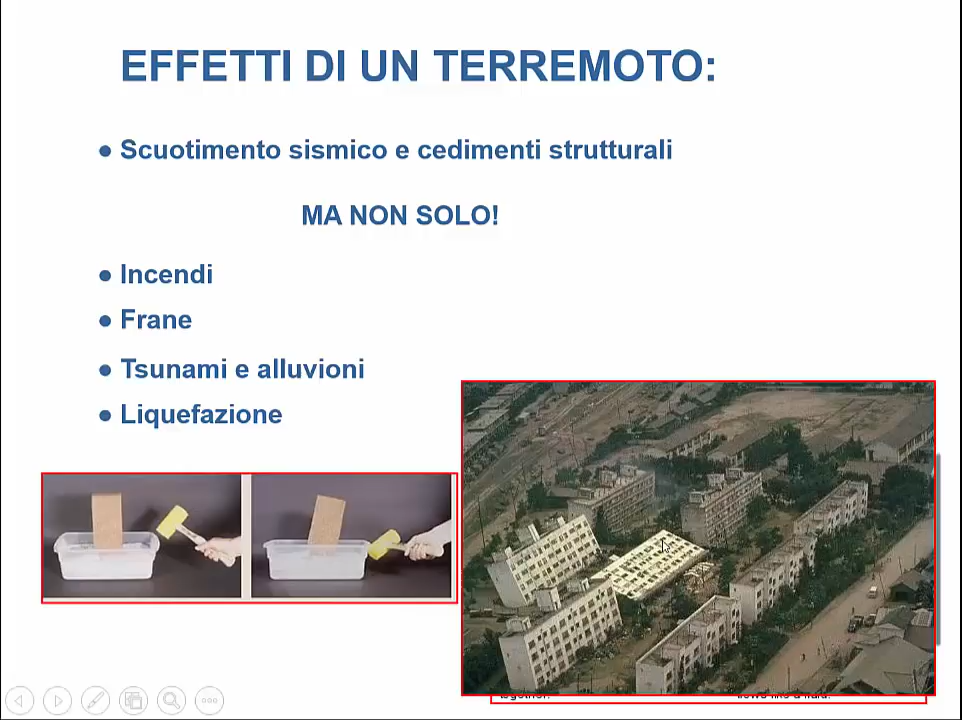 EFFETTI DI UN TERREMOTO:
● Scuotimento sismico e cedimenti strutturali
MA NON SOLO!
● Incendi
● Frane
● Tsunami e alluvioni
● Liquefazione